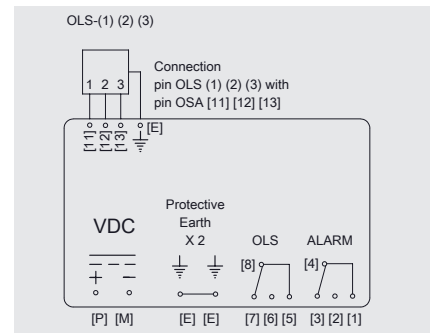 OLS-(1) (2) (3)
1 2 3
Connection
pin OLS (1) (2) (3) with
pin OSA [11] [12] [13]
[11] [12] [13] [E]
VDC
+ −
Protective
Earth
X 2
OLS
ALARM
[8]
[4]
[P] [M] [E] [E] [7] [6] [5] [3] [2] [1]